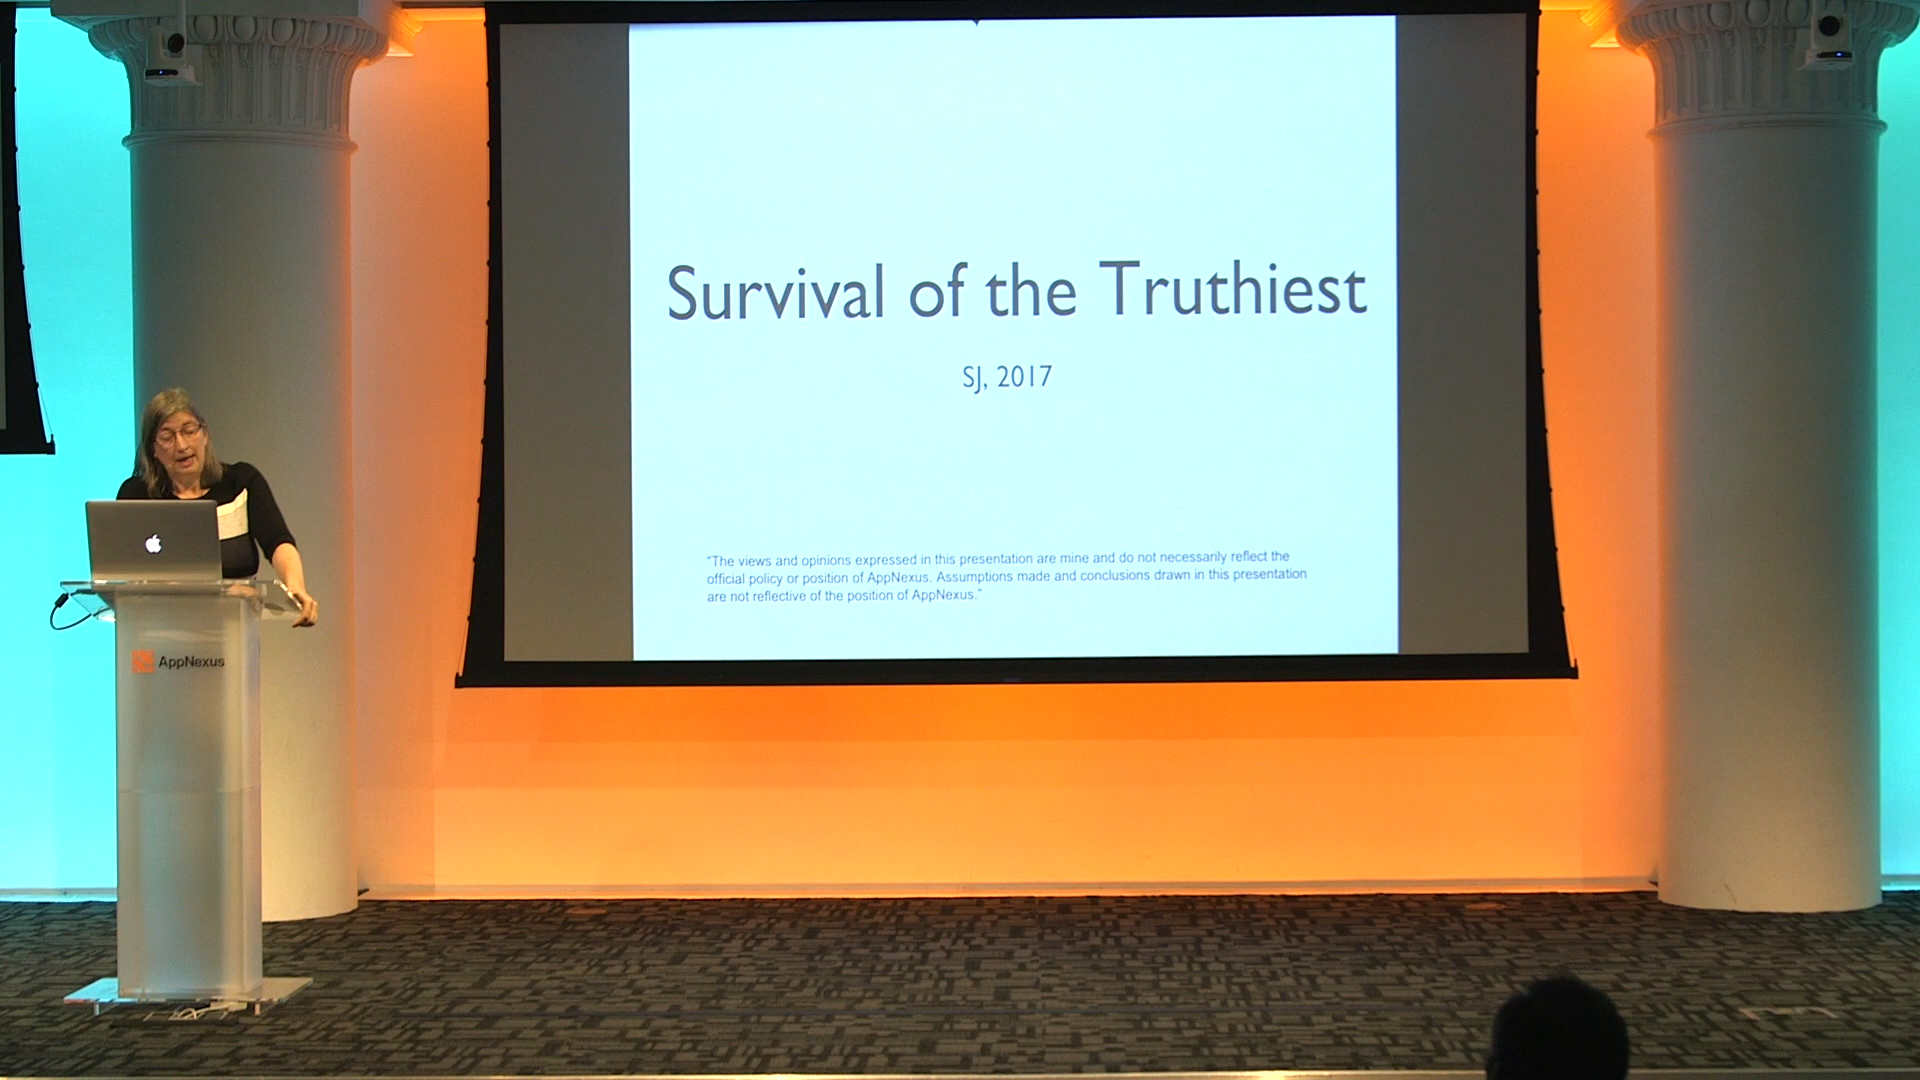 Survival of the Truthiest
SJ, 2017
"The views and opinions expressed in this presentation are mine and do not necessarily reflect the
official policy or position of AppNexus. Assumptions made and conclusions drawn in this presentation
are not reflective of the position of AppNexus."
AppNexus